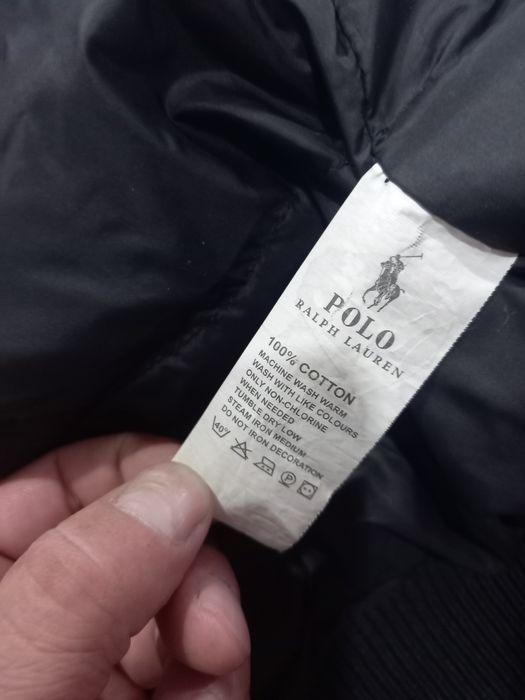 POLO
RALPH LAUREN
100% COTTON
MACHINE WASH WARM
WASH WITH LIKE COLOURS
ONLY NON-CHLORINE
WHEN NEEDED
TUMBLE DRY LOW
STEAM IRON MEDIUM
DO NOT IRON DECORATION
40°
P